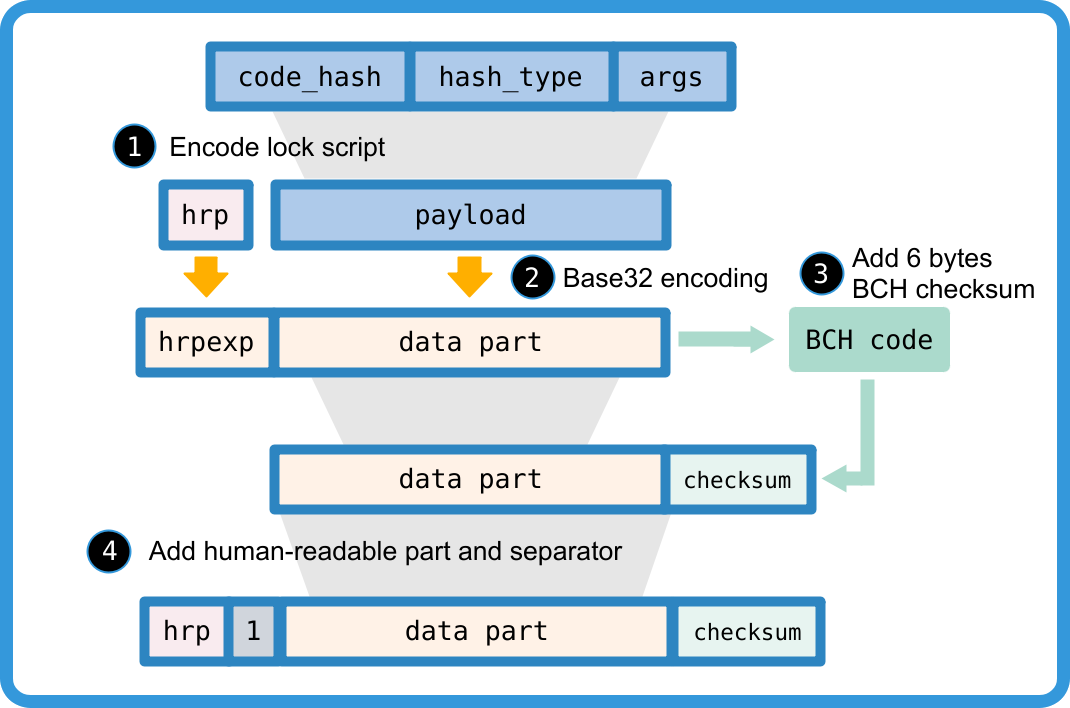 code_hash hash_type args
1 Encode lock script
hrp payload
2 Base32 encoding
3 Add 6 bytes
BCH checksum
hrpexp data part
BCH code
data part checksum
4 Add human-readable part and separator
hrp 1 data part checksum